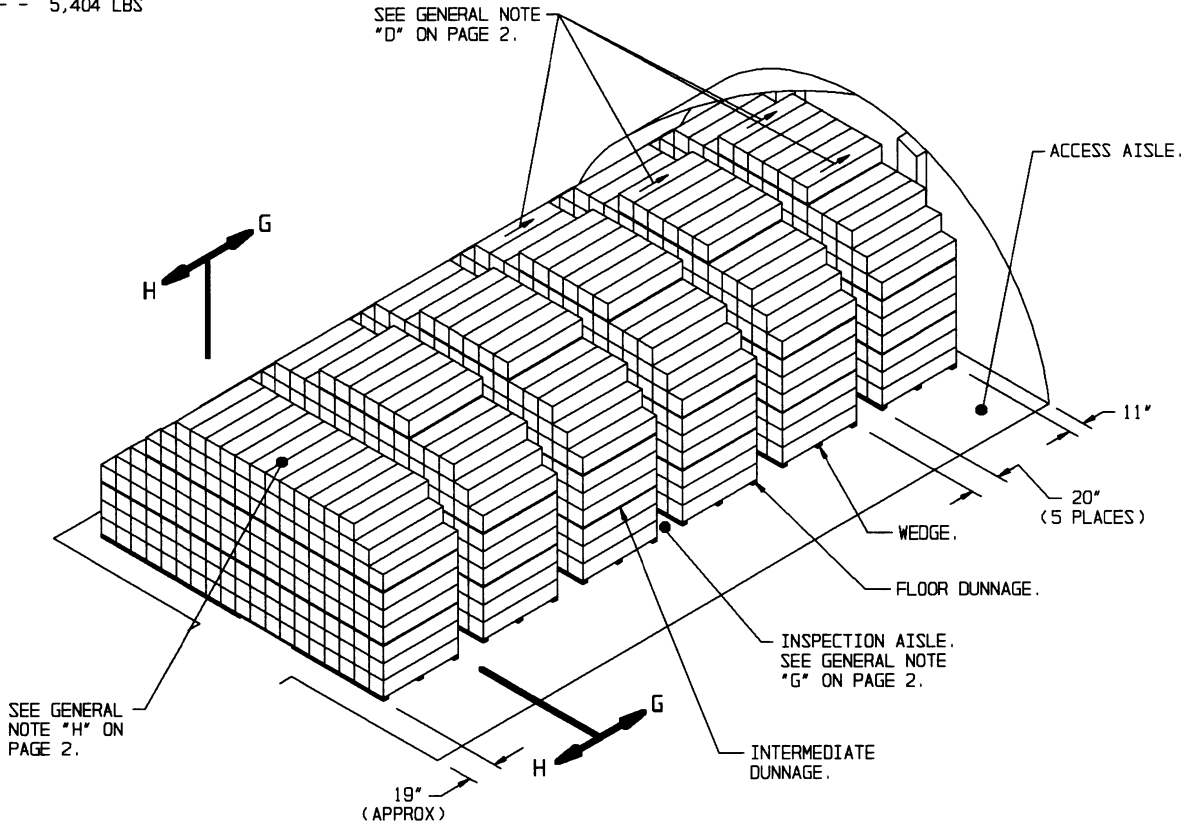 - - 5,404 LBS
SEE GENERAL NOTE
"D" ON PAGE 2.
ACCESS AISLE.
G
H
11"
20"
(5 PLACES)
WEDGE.
FLOOR DUNNAGE.
INSPECTION AISLE.
SEE GENERAL NOTE
"G" ON PAGE 2.
SEE GENERAL
NOTE "H" ON
PAGE 2.
G
H
INTERMEDIATE
DUNNAGE.
19"
(APPROX)